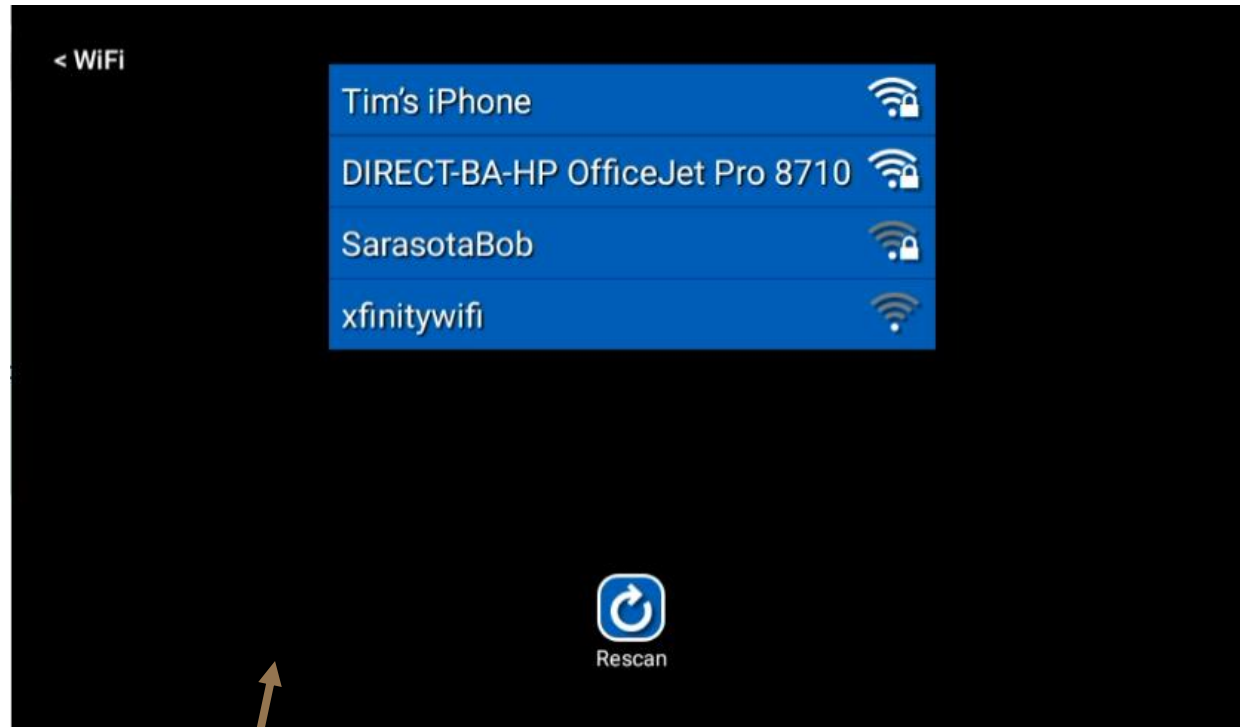 < WiFi
Tim's iPhone
DIRECT-BA-HP OfficeJet Pro 8710
SarasotaBob
xfinitywifi
Rescan